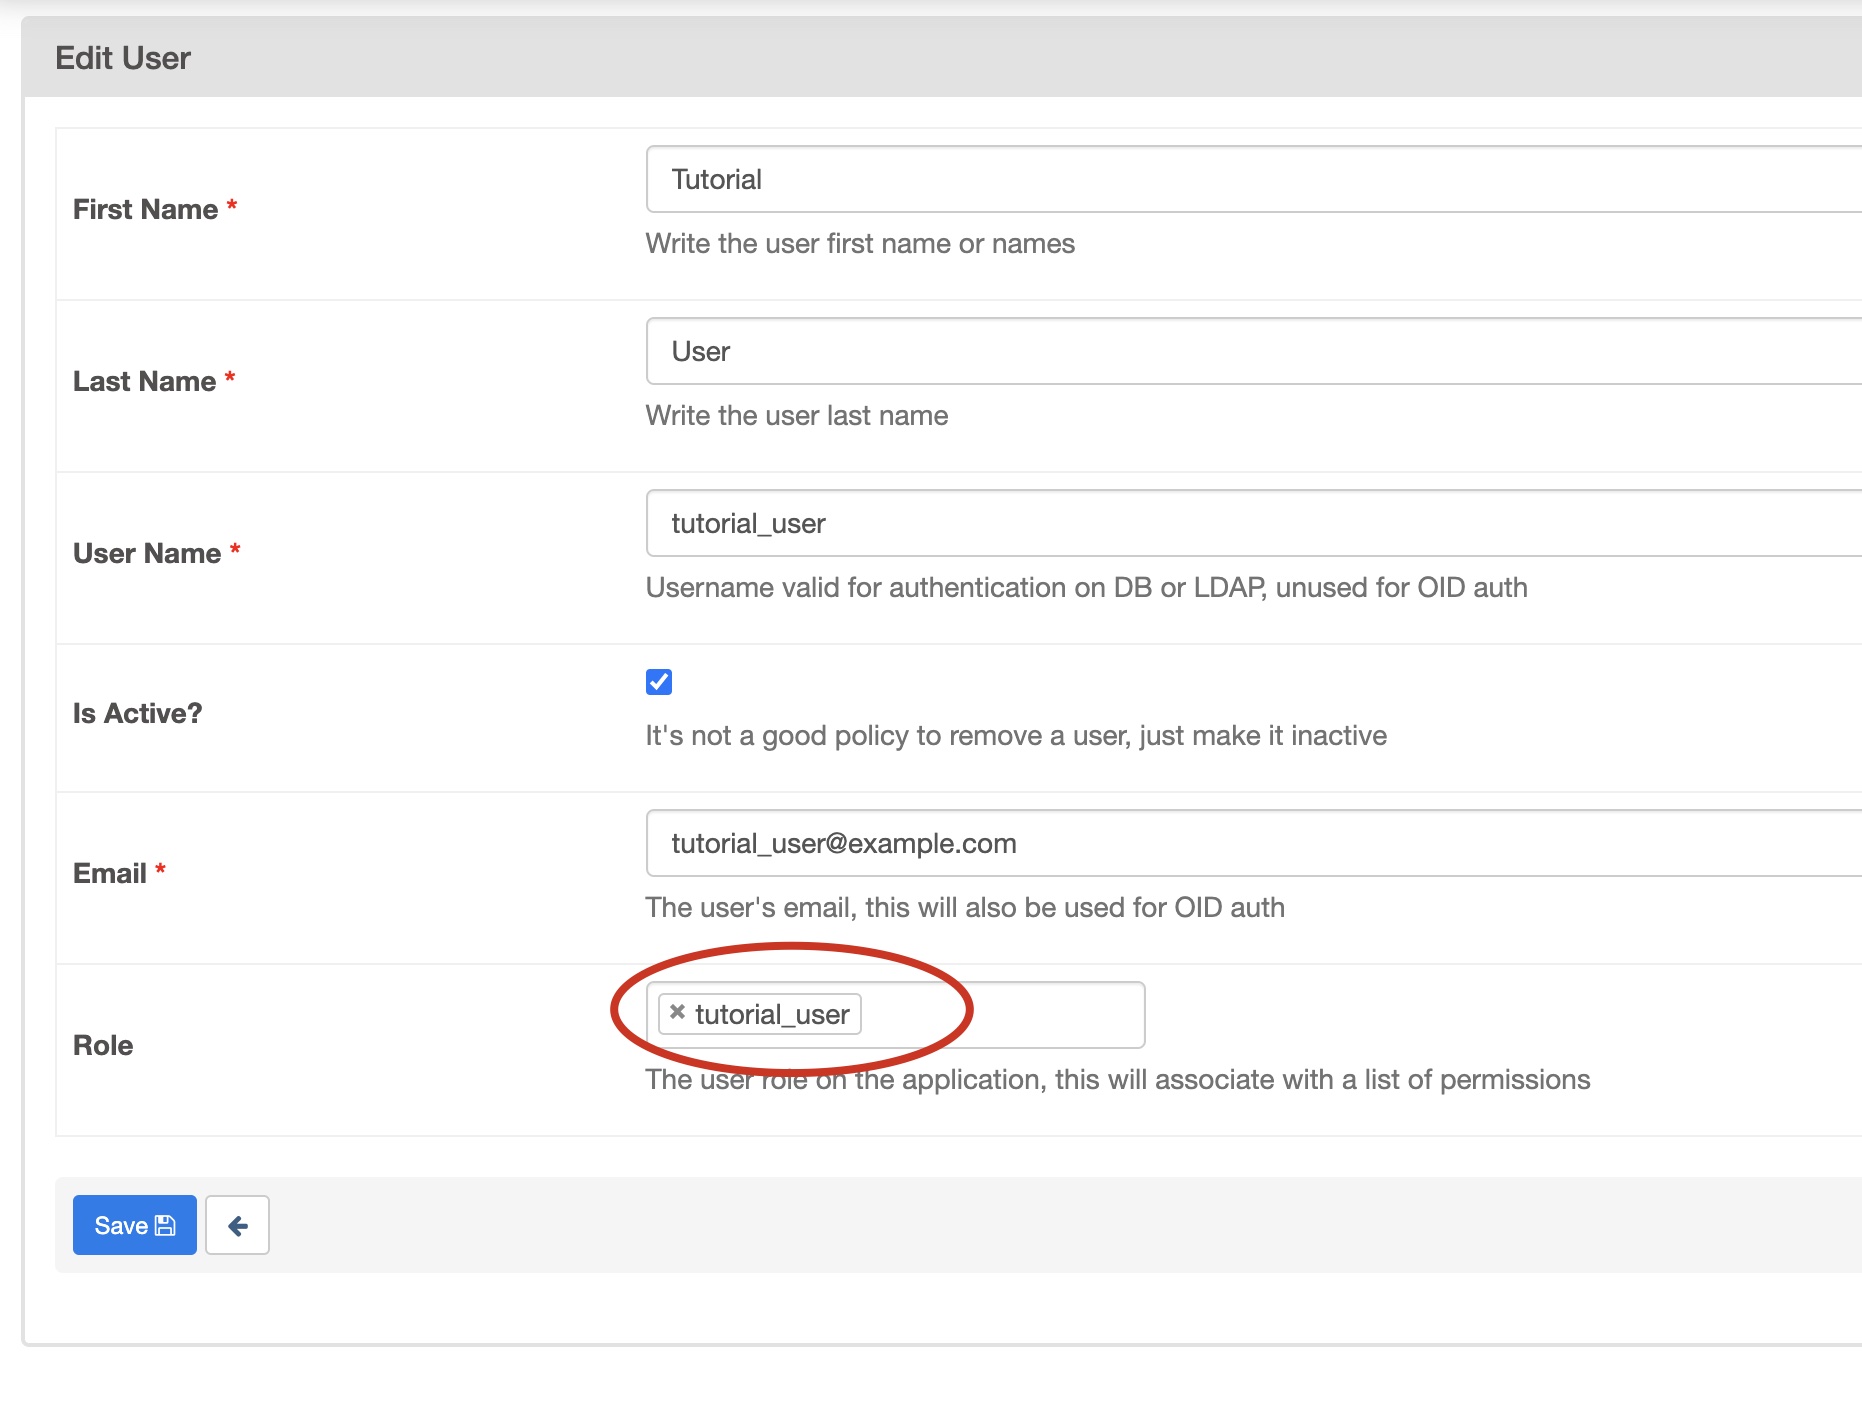 Edit User
First Name *
Tutorial
Write the user first name or names
Last Name *
User
Write the user last name
User Name *
tutorial_user
Username valid for authentication on DB or LDAP, unused for OID auth
Is Active?
It's not a good policy to remove a user, just make it inactive
Email *
tutorial_user@example.com
The user's email, this will also be used for OID auth
Role
tutorial_user
The user role on the application, this will associate with a list of permissions
Save